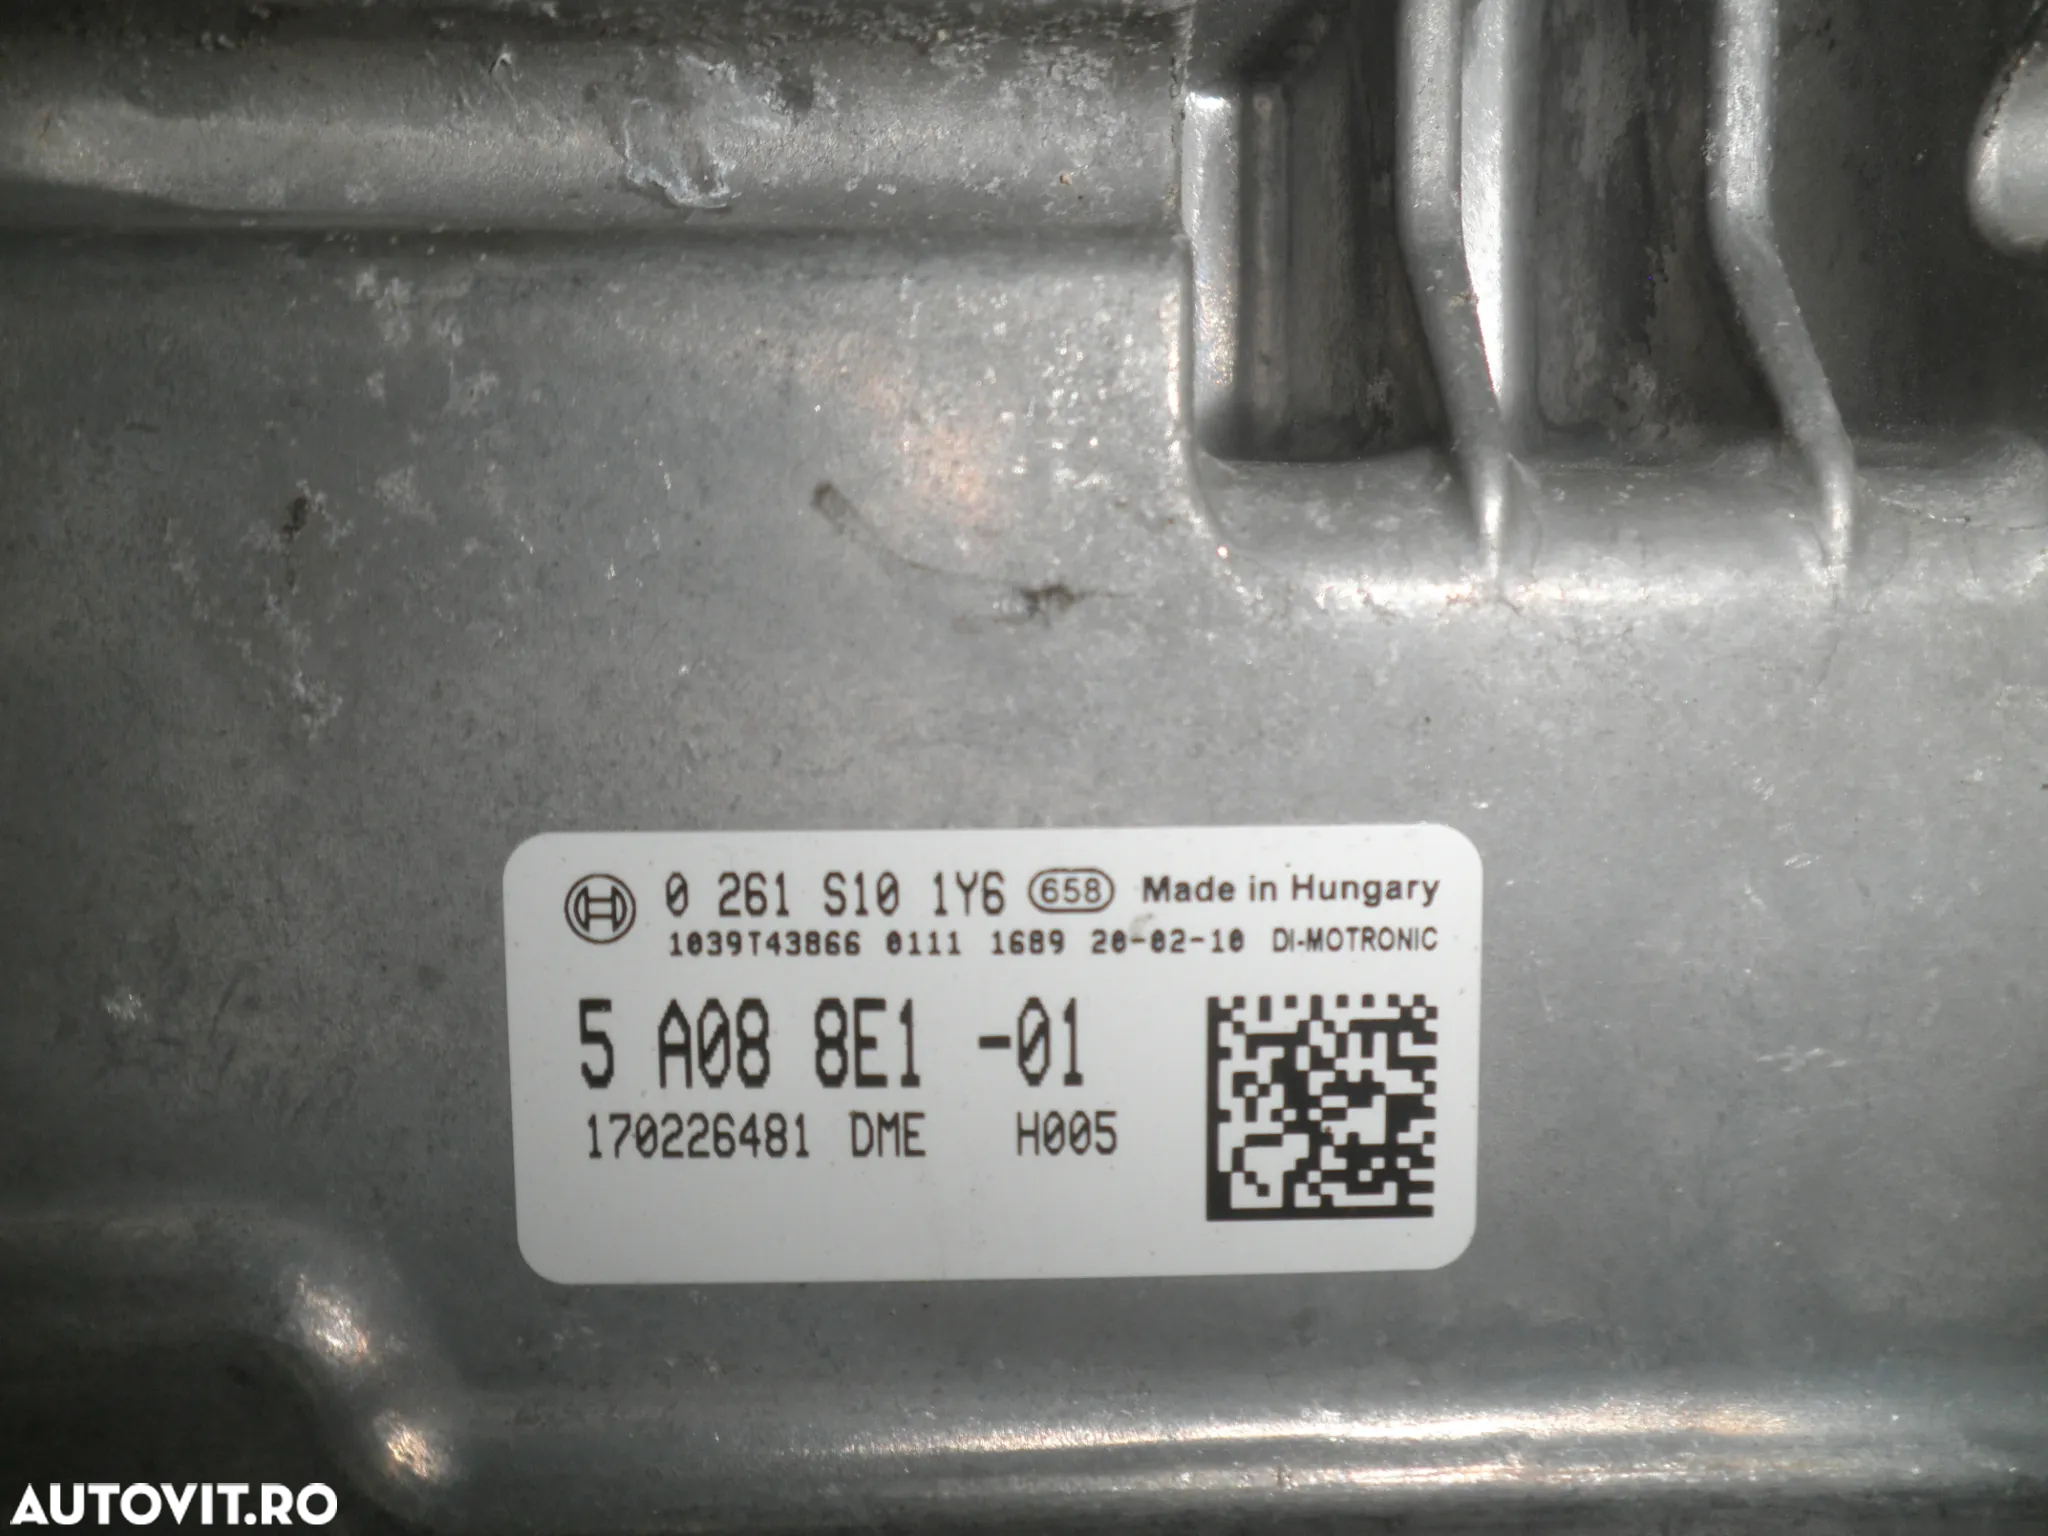 0 261 S10 1Y6 658 Made in Hungary
1039T43866 0111 1689 20-02-10 DI-MOTRONIC
5 A08 8E1 -01
170226481 DME H005
AUTOVIT.RO